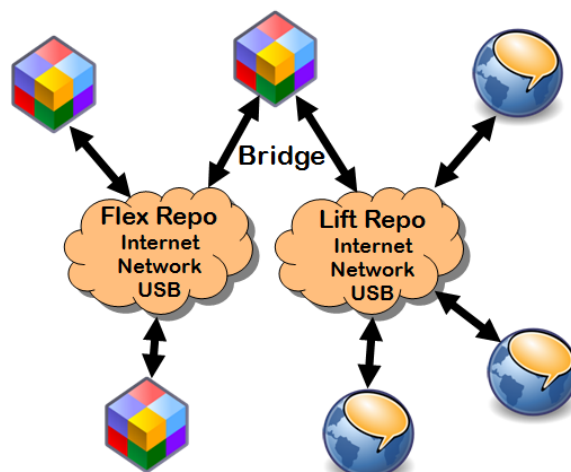 Bridge
Flex Repo
Internet
Network
USB
Lift Repo
Internet
Network
USB